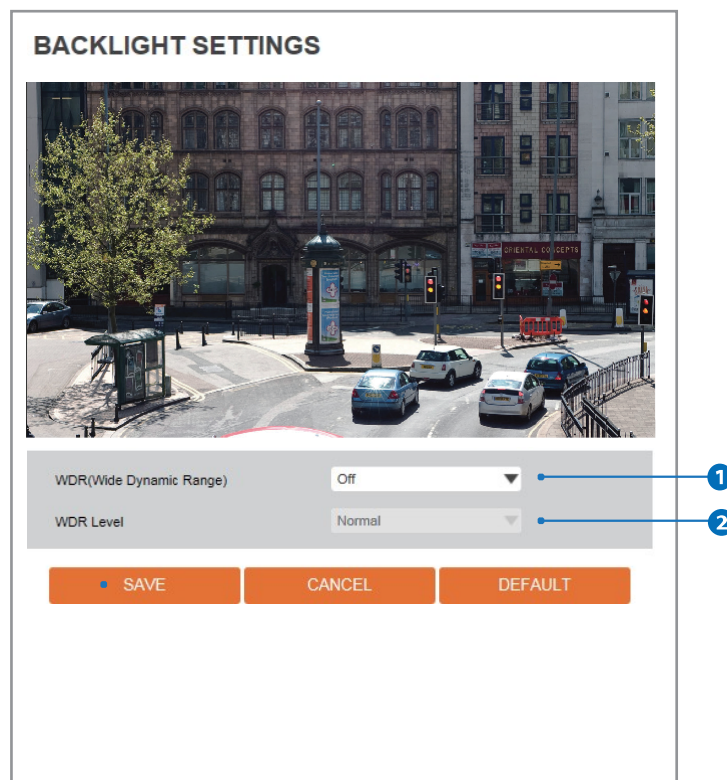 BACKLIGHT SETTINGS
ORIENTAL CONCEPTS
WDR(Wide Dynamic Range) Off 1
WDR Level Normal 2
SAVE CANCEL DEFAULT